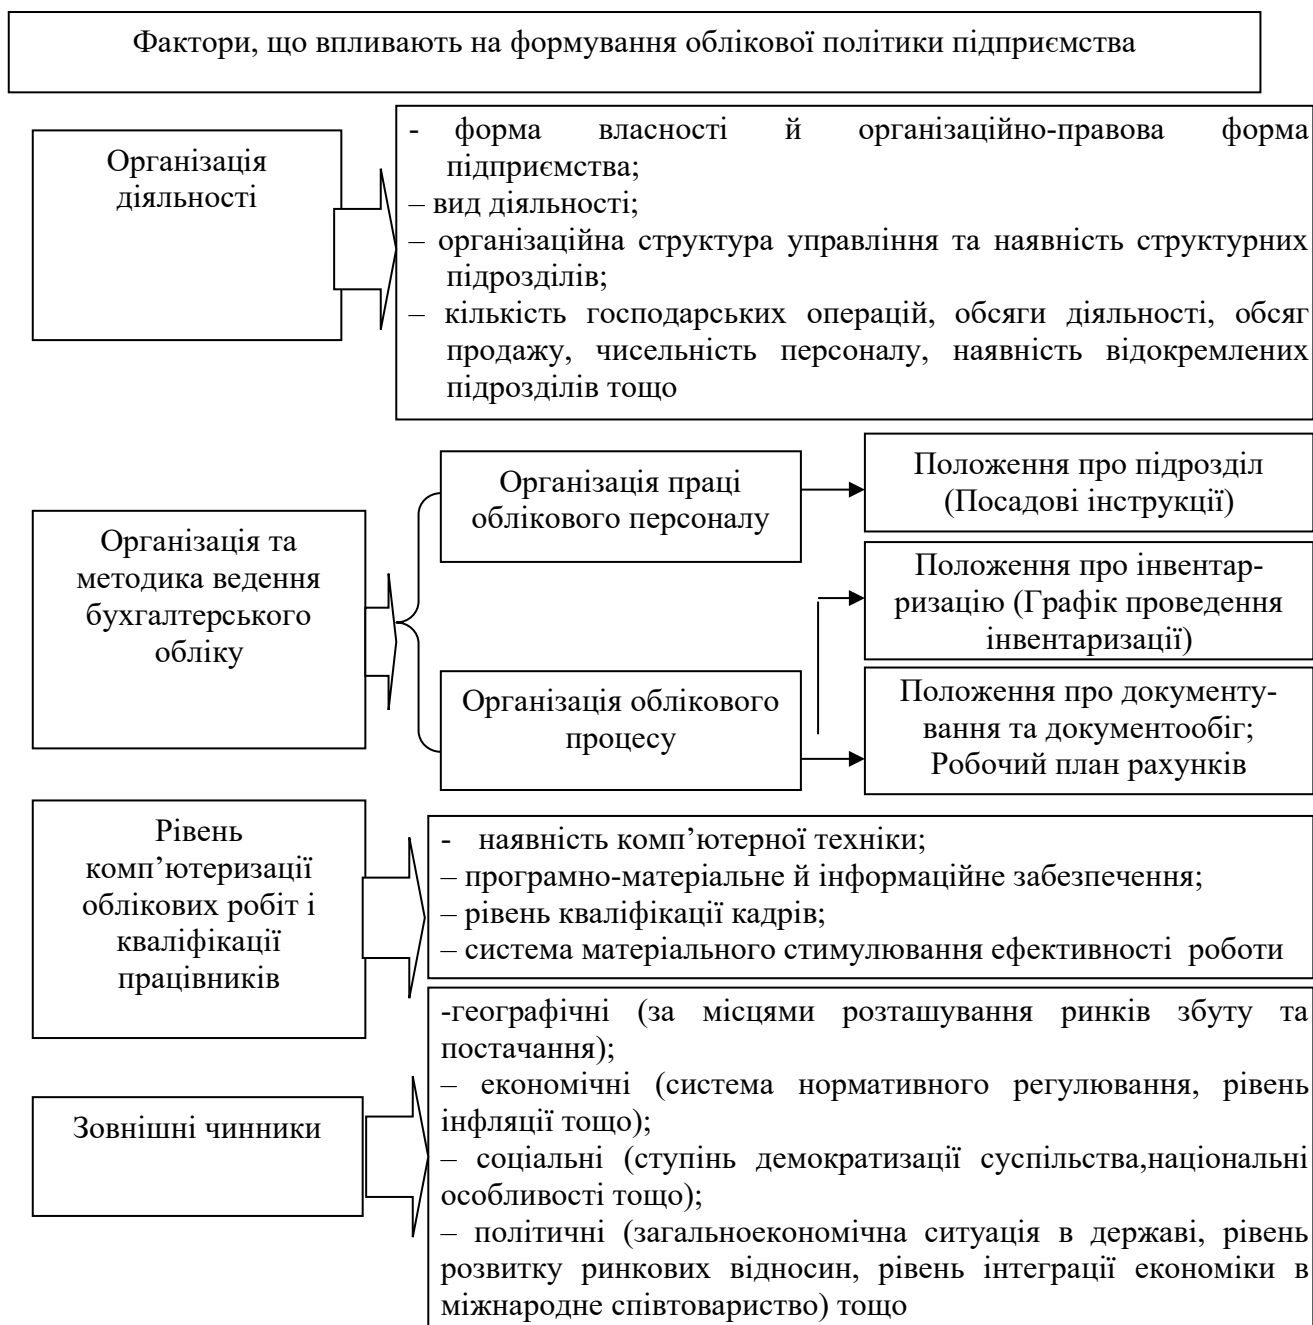 Фактори, що впливають на формування облікової політики підприємства
Організація
діяльності
- форма власності й організаційно-правова форма
підприємства;
– вид діяльності;
– організаційна структура управління та наявність структурних
підрозділів;
– кількість господарських операцій, обсяги діяльності, обсяг
продажу, чисельність персоналу, наявність відокремлених
підрозділів тощо
Організація та
методика ведення
бухгалтерського
обліку
Організація праці
облікового персоналу
Положення про підрозділ
(Посадові інструкції)
Організація облікового
процесу
Положення про інвентар-
ризацію (Графік проведення
інвентаризації)
Положення про документу-
вання та документообіг;
Робочий план рахунків
Рівень
комп’ютеризації
облікових робіт і
кваліфікації
працівників
- наявність комп’ютерної техніки;
– програмно-матеріальне й інформаційне забезпечення;
– рівень кваліфікації кадрів;
– система матеріального стимулювання ефективності роботи
Зовнішні чинники
-географічні (за місцями розташування ринків збуту та
постачання);
– економічні (система нормативного регулювання, рівень
інфляції тощо);
– соціальні (ступінь демократизації суспільства,національні
особливості тощо);
– політичні (загальноекономічна ситуація в державі, рівень
розвитку ринкових відносин, рівень інтеграції економіки в
міжнародне співтовариство) тощо